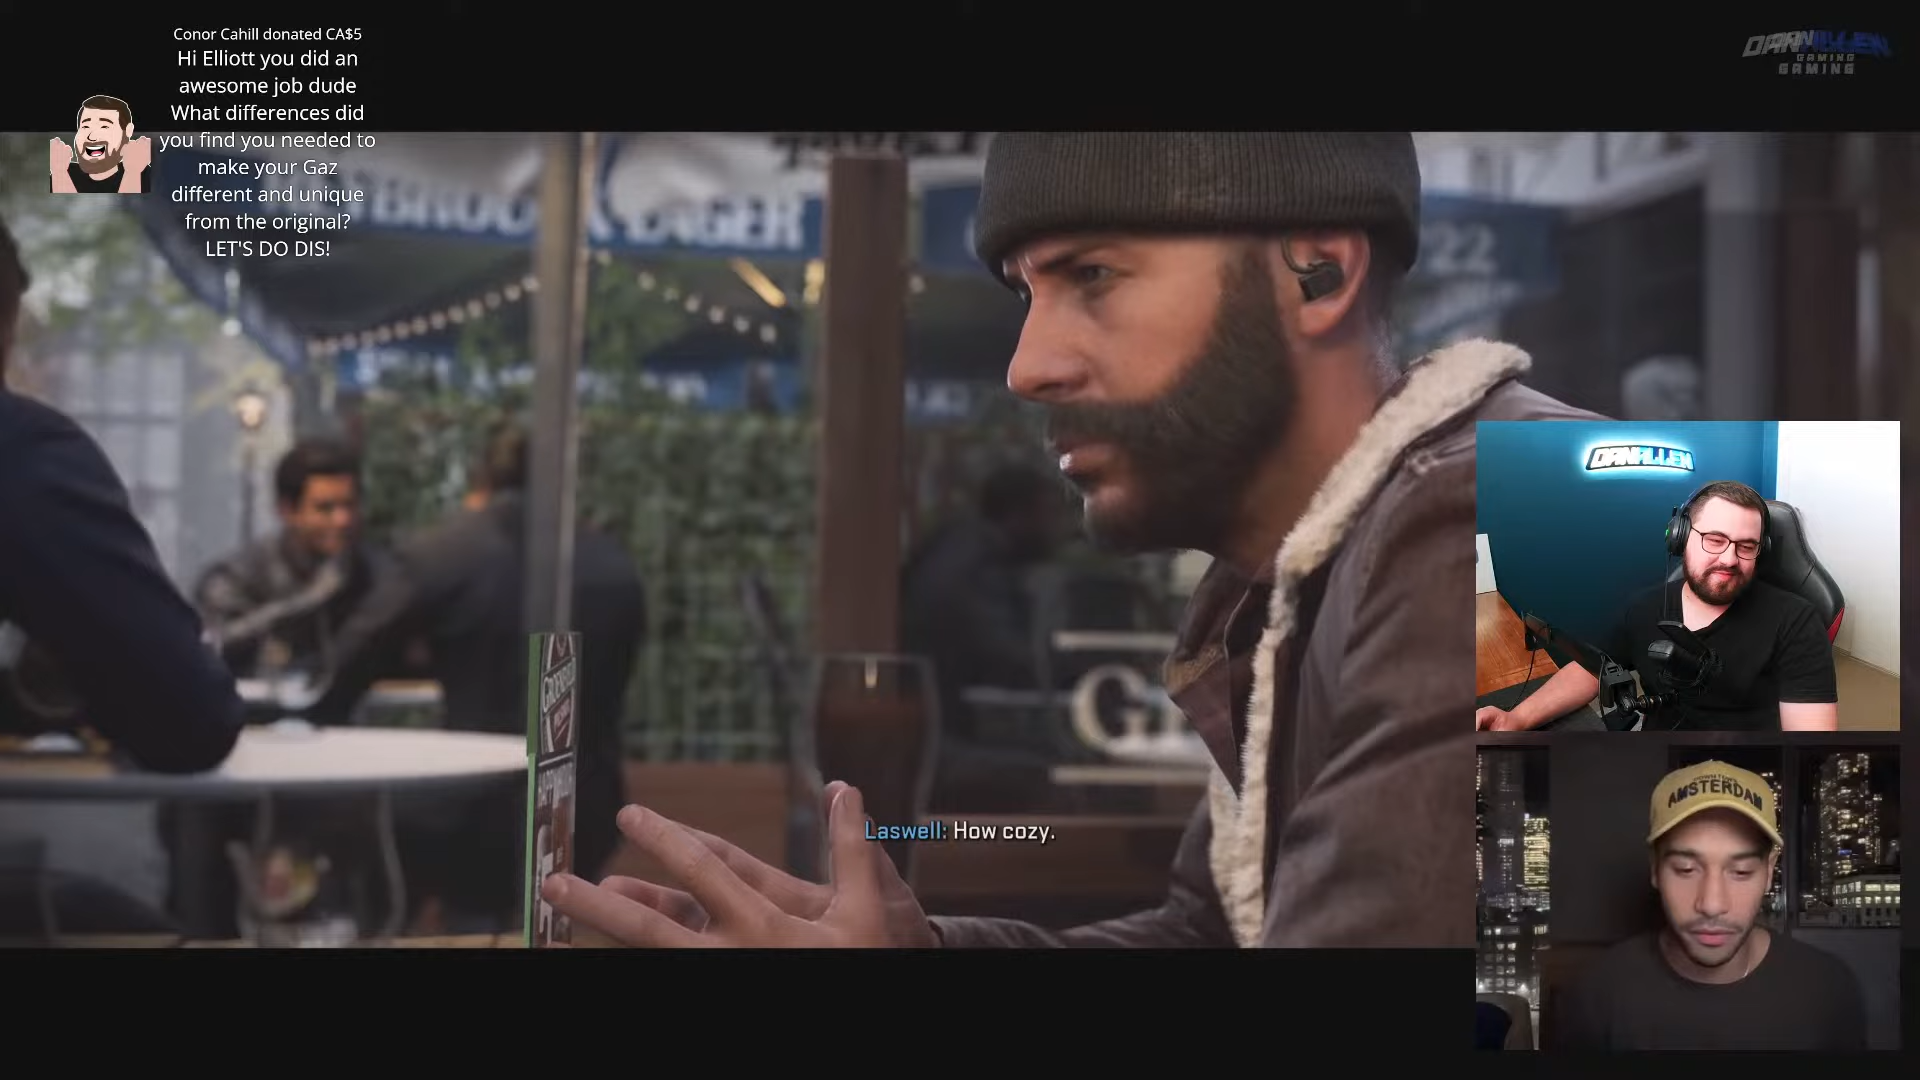 Conor Cahill donated CA$5
Hi Elliott you did an
awesome job dude
What differences did
you find you needed to
make your Gaz
different and unique
from the original?
LET'S DO DIS!
DANALLEN
GAMING
GAMING
22
DANALLEN
AMSTERDAM
G
Laswell: How cozy.